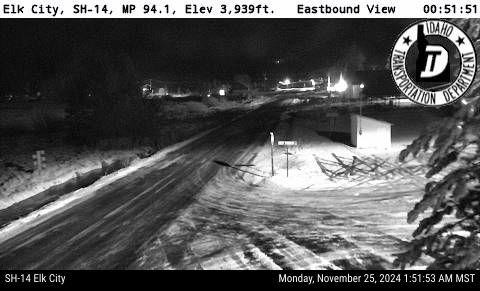 Elk City, SH-14, MP 94.1, Elev 3,939ft. Eastbound View 00:51:51
IDAHO
TRANSPORTATION DEPARTMENT
SH-14 Elk City Monday, November 25, 2024 1:51:53 AM MST